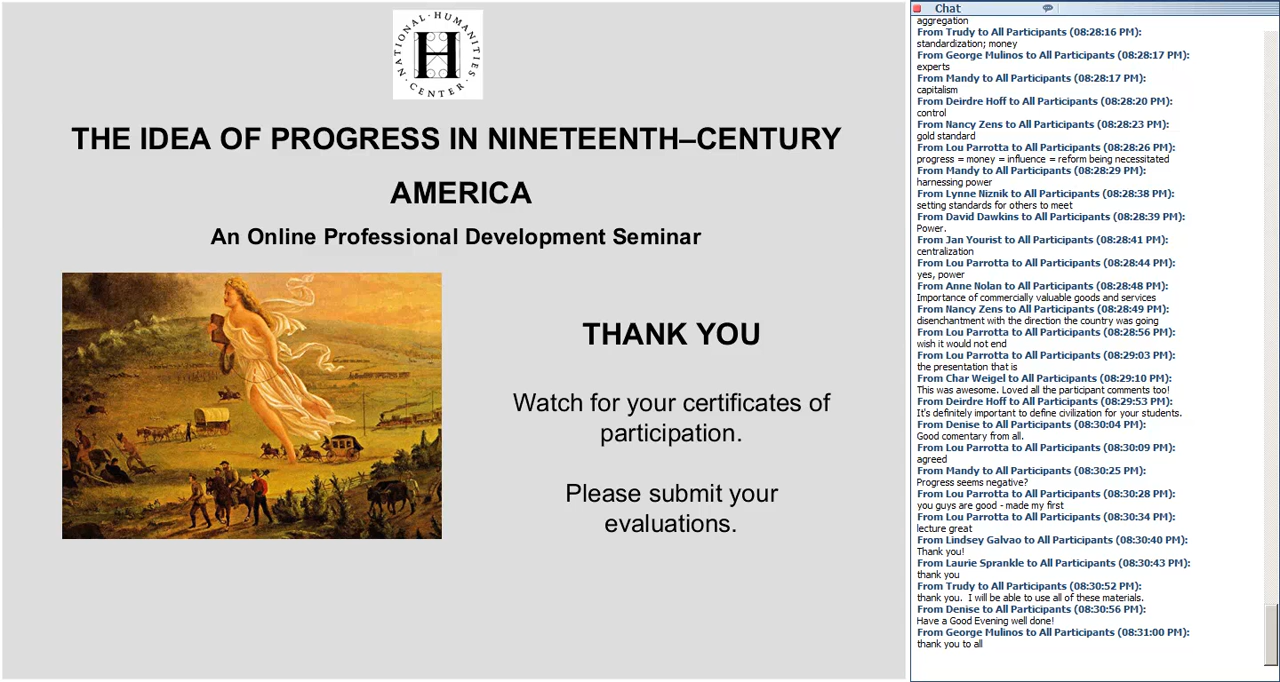 NATIONAL · HUMANITIES · CENTER ·
H
THE IDEA OF PROGRESS IN NINETEENTH–CENTURY
AMERICA
An Online Professional Development Seminar
THANK YOU
Watch for your certificates of
participation.
Please submit your
evaluations.
Chat
aggregation
From Trudy to All Participants (08:28:16 PM):
standardization; money
From George Mulinos to All Participants (08:28:17 PM):
experts
From Mandy to All Participants (08:28:17 PM):
capitalism
From Deirdre Hoff to All Participants (08:28:20 PM):
control
From Nancy Zens to All Participants (08:28:23 PM):
gold standard
From Lou Parrotta to All Participants (08:28:26 PM):
progress = money = influence = reform being necessitated
From Mandy to All Participants (08:28:29 PM):
harnessing power
From Lynne Niznik to All Participants (08:28:38 PM):
setting standards for others to meet
From David Dawkins to All Participants (08:28:39 PM):
Power.
From Jan Yourist to All Participants (08:28:41 PM):
centralization
From Lou Parrotta to All Participants (08:28:44 PM):
yes, power
From Anne Nolan to All Participants (08:28:48 PM):
Importance of commercially valuable goods and services
From Nancy Zens to All Participants (08:28:49 PM):
disenchantment with the direction the country was going
From Lou Parrotta to All Participants (08:28:56 PM):
wish it would not end
From Lou Parrotta to All Participants (08:29:03 PM):
the presentation that is
From Char Weigel to All Participants (08:29:10 PM):
This was awesome. Loved all the participant comments too!
From Deirdre Hoff to All Participants (08:29:53 PM):
It's definitely important to define civilization for your students.
From Denise to All Participants (08:30:04 PM):
Good comentary from all.
From Lou Parrotta to All Participants (08:30:09 PM):
agreed
From Mandy to All Participants (08:30:25 PM):
Progress seems negative?
From Lou Parrotta to All Participants (08:30:28 PM):
you guys are good - made my first
From Lou Parrotta to All Participants (08:30:34 PM):
lecture great
From Lindsey Galvao to All Participants (08:30:40 PM):
Thank you!
From Laurie Sprankle to All Participants (08:30:43 PM):
thank you
From Trudy to All Participants (08:30:52 PM):
thank you.  I will be able to use all of these materials.
From Denise to All Participants (08:30:56 PM):
Have a Good Evening well done!
From George Mulinos to All Participants (08:31:00 PM):
thank you to all